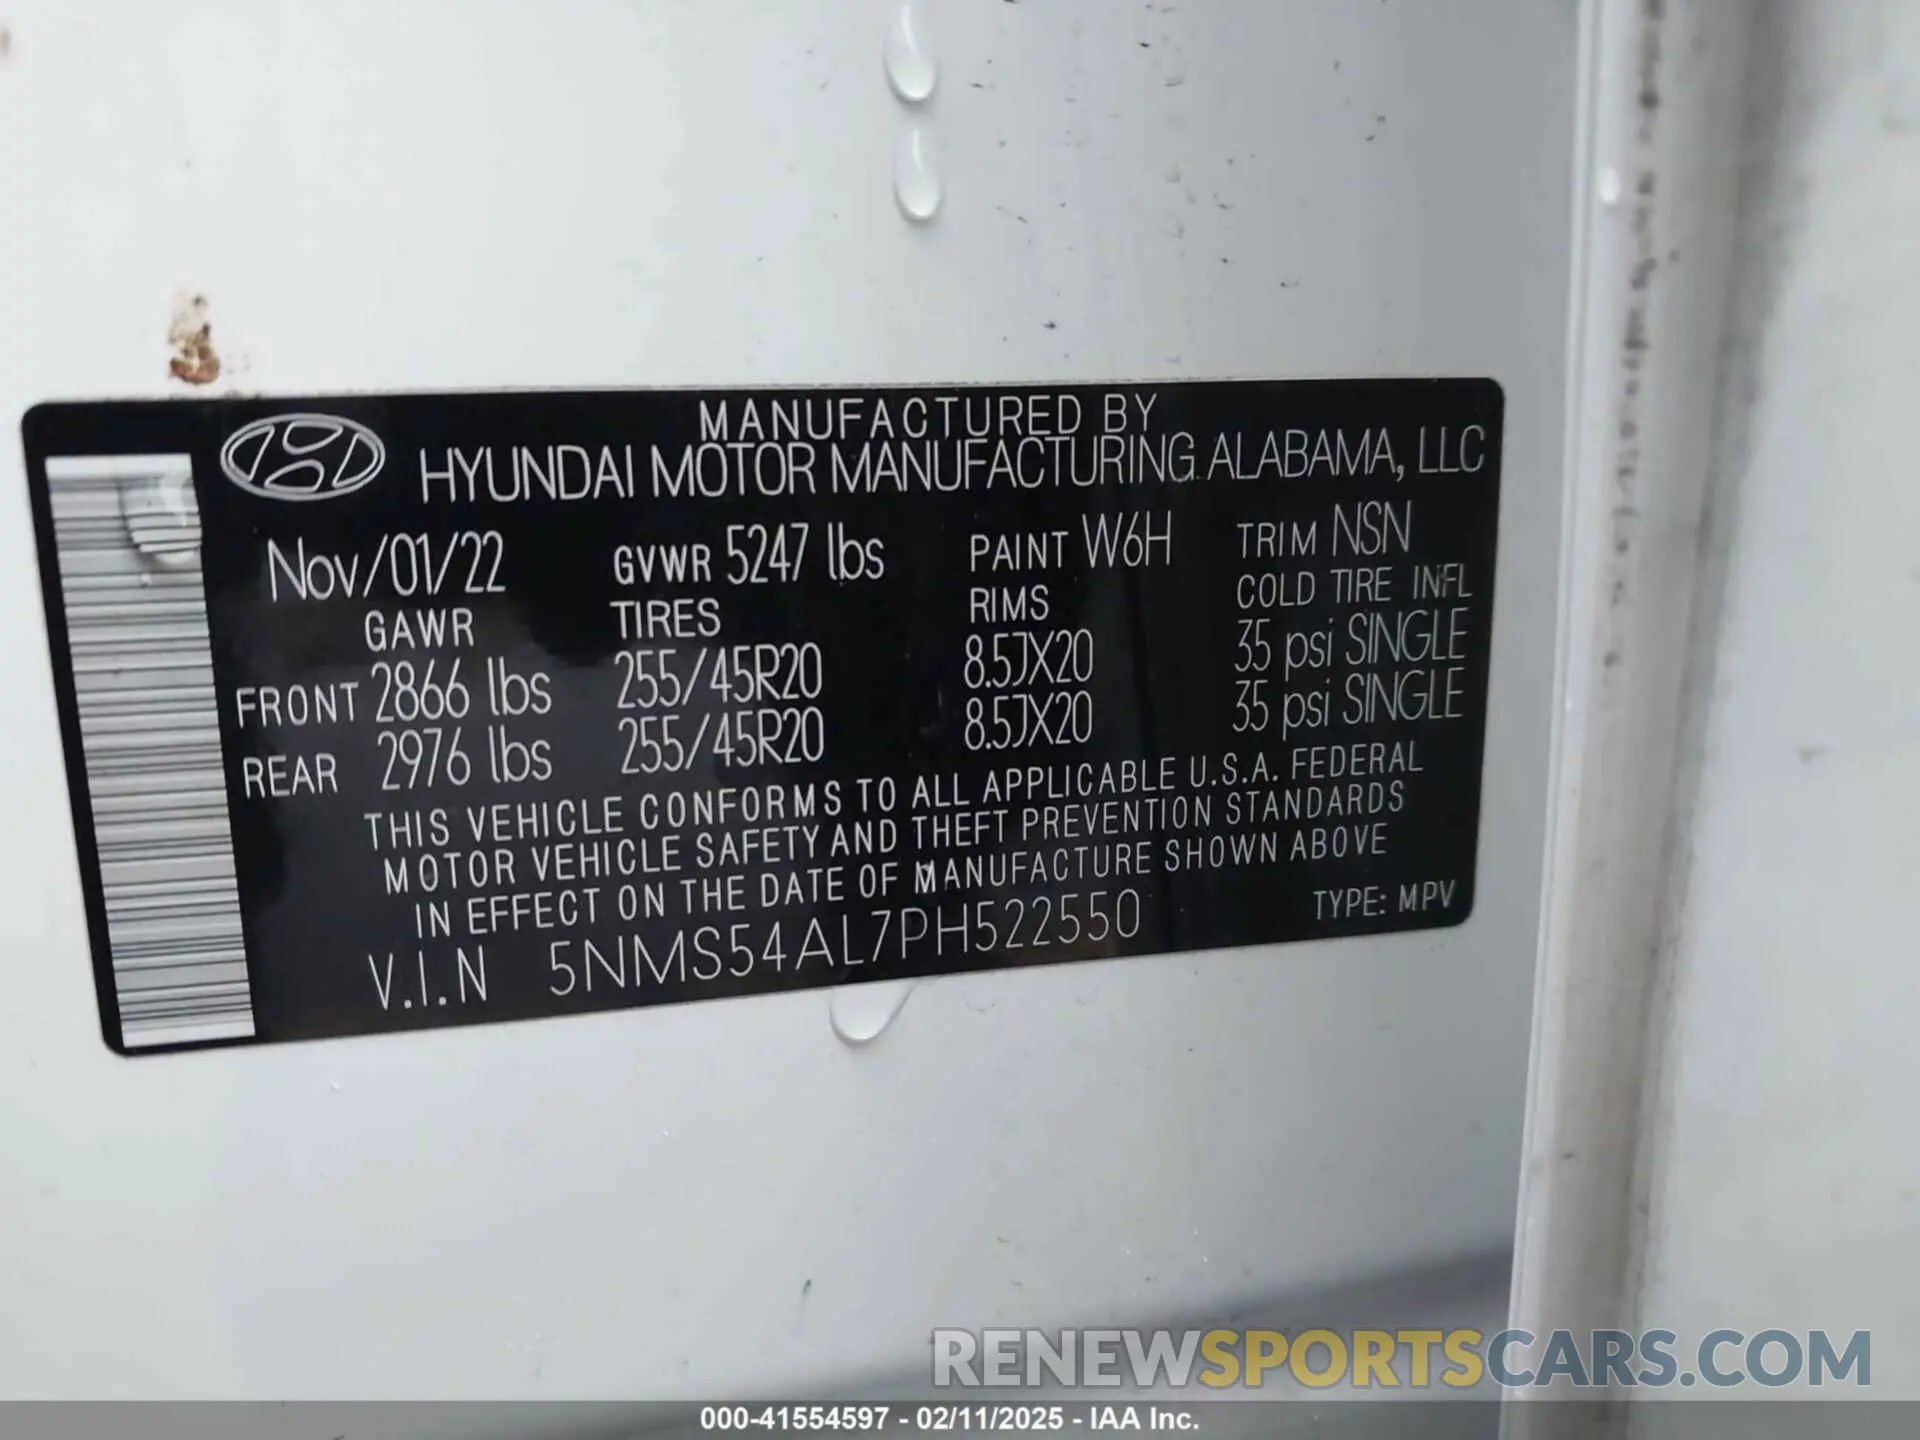 MANUFACTURED BY
HYUNDAI MOTOR MANUFACTURING ALABAMA, LLC
Nov/01/22 GVWR 5247 lbs PAINT W6H TRIM NSN
GAWR TIRES RIMS COLD TIRE INFL
FRONT 2866 lbs 255/45R20 8.5JX20 35 psi SINGLE
REAR 2976 lbs 255/45R20 8.5JX20 35 psi SINGLE
THIS VEHICLE CONFORMS TO ALL APPLICABLE U.S.A. FEDERAL
MOTOR VEHICLE SAFETY AND THEFT PREVENTION STANDARDS
IN EFFECT ON THE DATE OF MANUFACTURE SHOWN ABOVE
V.I.N 5NMS54AL7PH522550 TYPE: MPV
RENEWSPORTSCARS.COM
000-41554597 - 02/11/2025 - IAA Inc.